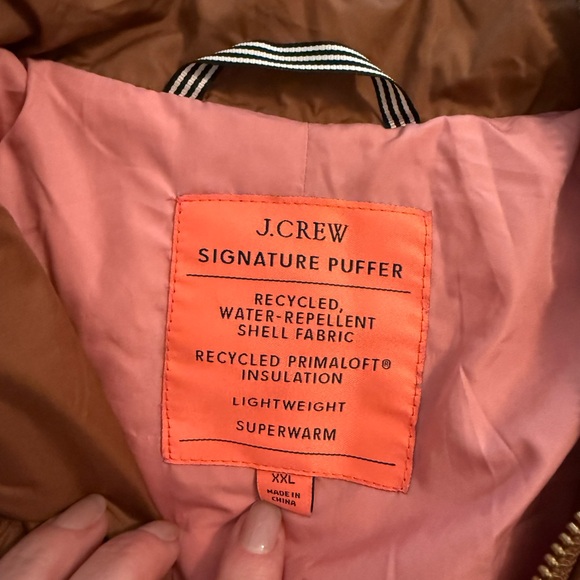 J.CREW
SIGNATURE PUFFER
RECYCLED,
WATER-REPELLENT
SHELL FABRIC
RECYCLED PRIMALOFT®
INSULATION
LIGHTWEIGHT
SUPERWARM
XXL
MADE IN
CHINA